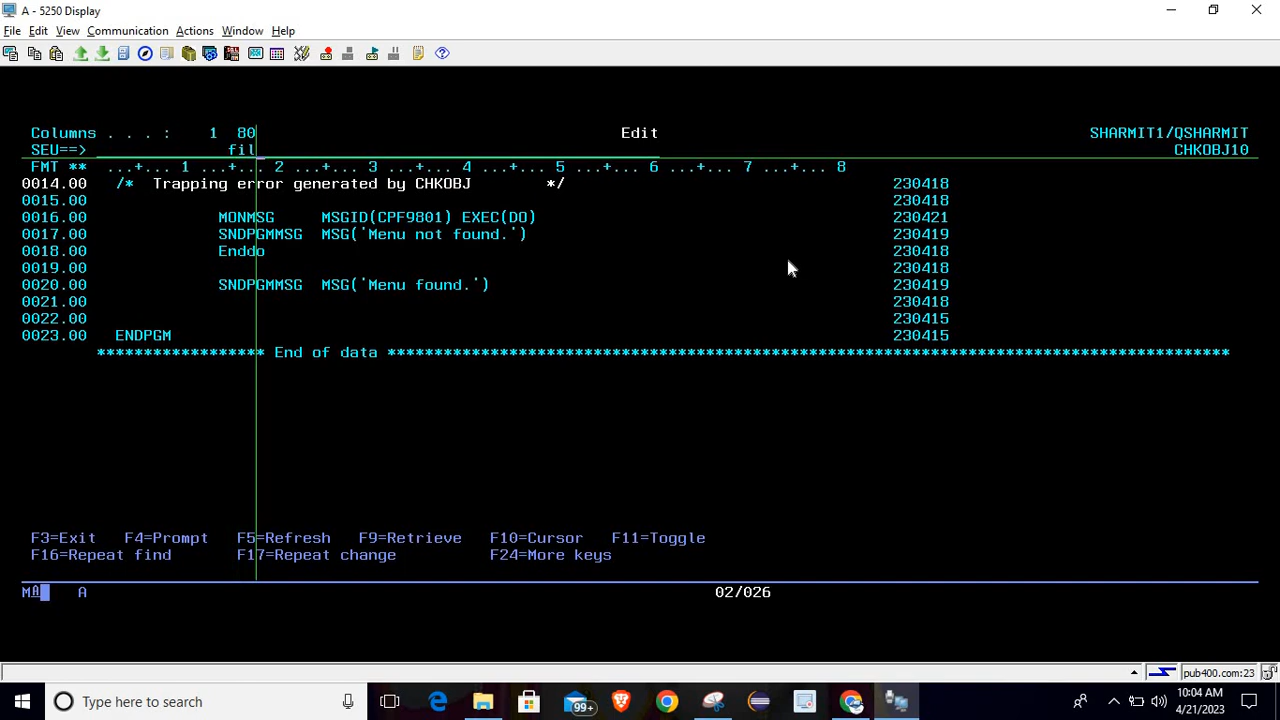 A - 5250 Display
File Edit View Communication Actions Window Help
Columns . . . : 1 80 Edit SHARMIT1/QSHARMIT
SEU==> fil CHKOBJ10
FMT ** ...+... 1 ...+... 2 ...+... 3 ...+... 4 ...+... 5 ...+... 6 ...+... 7 ...+... 8
0014.00 /* Trapping error generated by CHKOBJ */ 230418
0015.00 230418
0016.00 MONMSG MSGID(CPF9801) EXEC(DO) 230421
0017.00 SNDPGMMSG MSG('Menu not found.') 230419
0018.00 Enddo 230418
0019.00 230418
0020.00 SNDPGMMSG MSG('Menu found.') 230419
0021.00 230418
0022.00 230415
0023.00 ENDPGM 230415
****************** End of data ******************************************************************************************
F3=Exit F4=Prompt F5=Refresh F9=Retrieve F10=Cursor F11=Toggle
F16=Repeat find F17=Repeat change F24=More keys
MA A 02/026
pub400.com:23
Type here to search 99+ 10:04 AM
4/21/2023